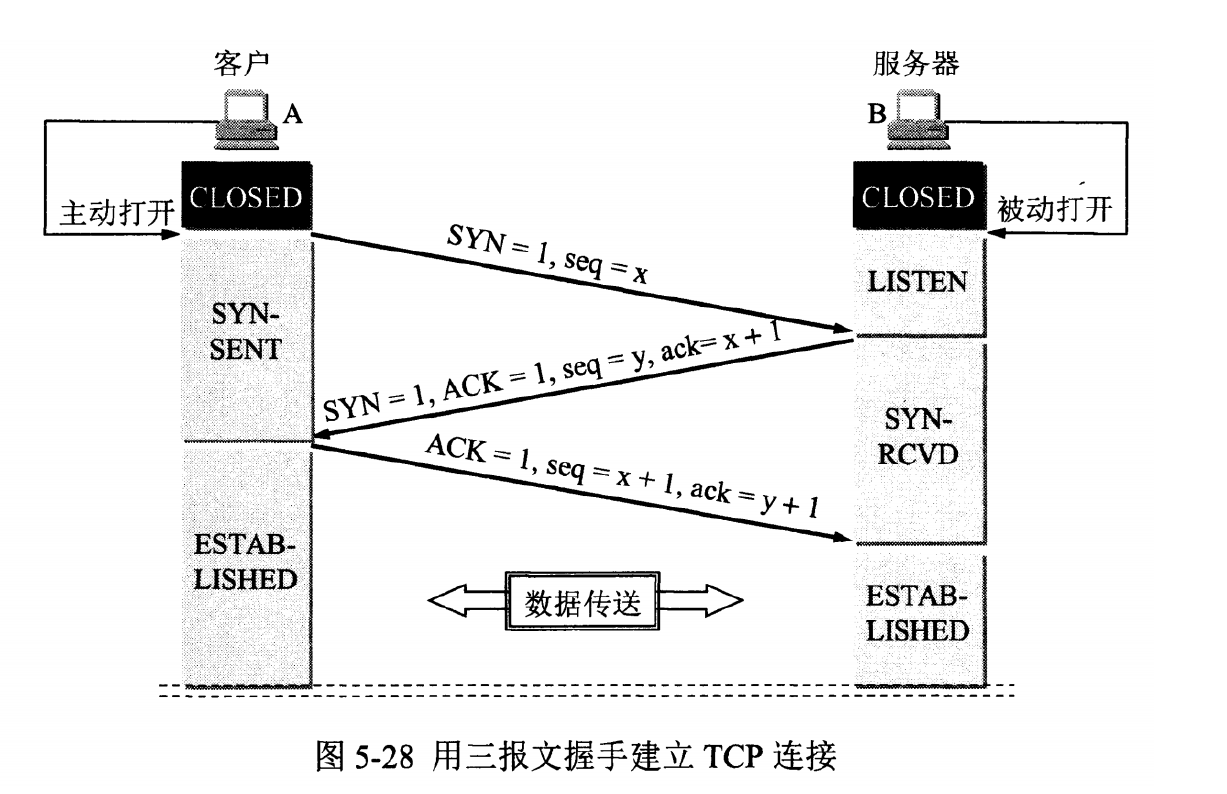 客户
服务器
A
B
CLOSED
CLOSED
主动打开
被动打开
SYN = 1, seq = x
LISTEN
SYN-
SENT
SYN = 1, ACK = 1, seq = y, ack= x + 1
SYN-
RCVD
ACK = 1, seq = x + 1, ack = y + 1
ESTAB-
LISHED
数据传送
ESTAB-
LISHED
图 5-28 用三报文握手建立 TCP 连接